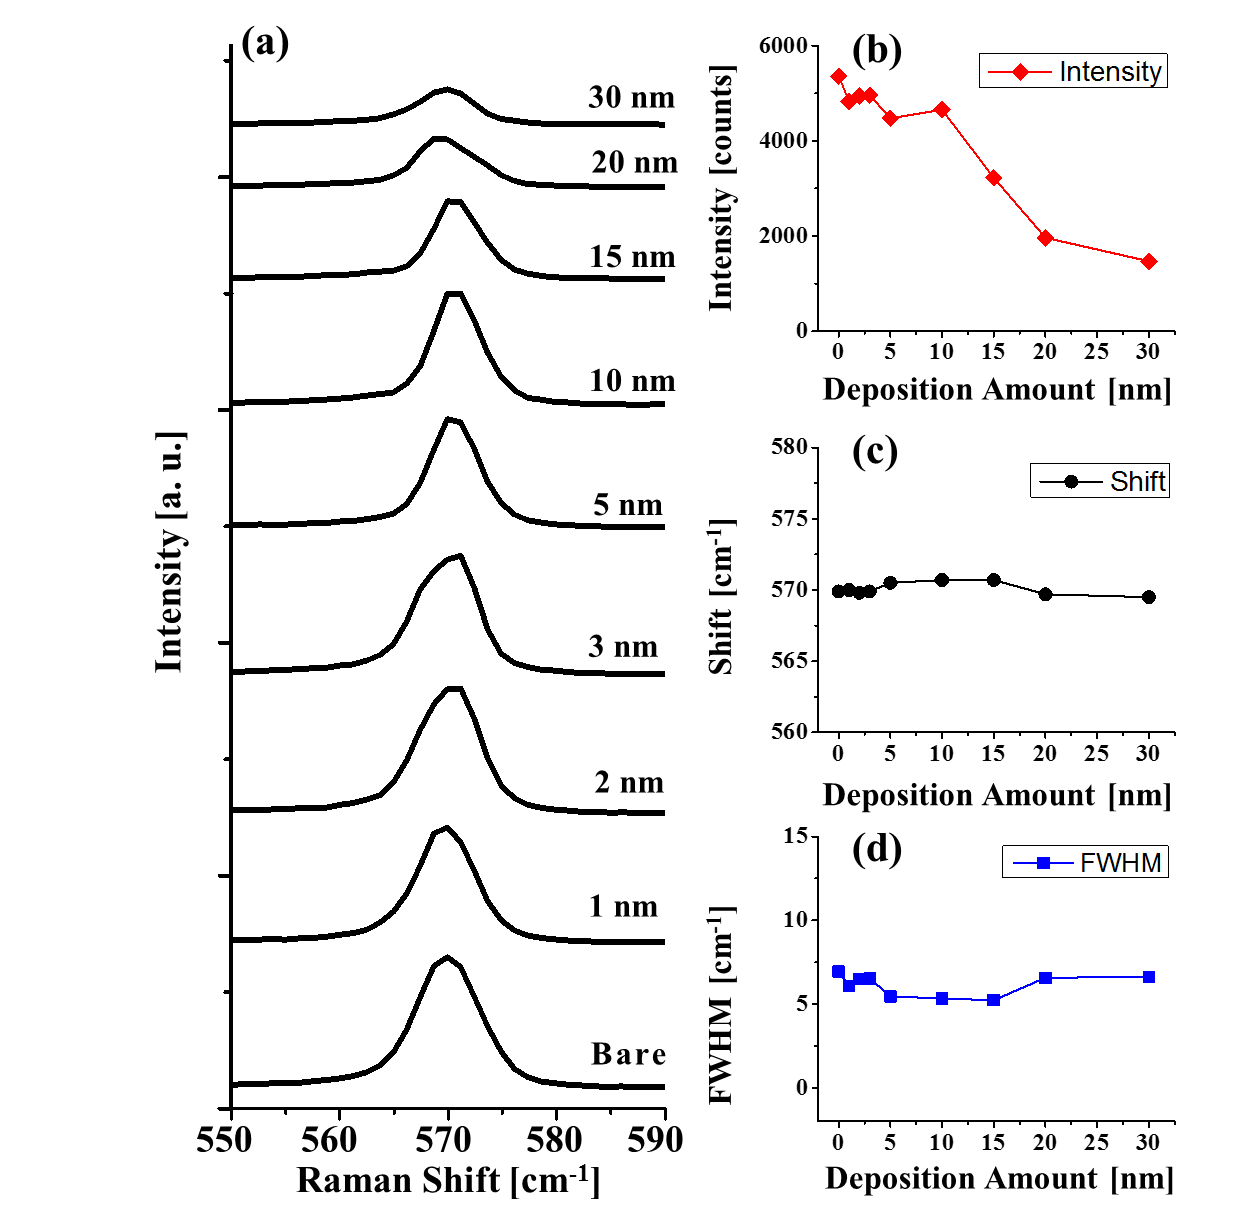 (a)
30 nm
20 nm
15 nm
10 nm
5 nm
3 nm
2 nm
1 nm
Bare
Intensity [a. u.]
550 560 570 580 590
Raman Shift [cm⁻¹]
(b)
Intensity
6000
4000
2000
0
Intensity [counts]
0 5 10 15 20 25 30
Deposition Amount [nm]
(c)
Shift
580
575
570
565
560
Shift [cm⁻¹]
0 5 10 15 20 25 30
Deposition Amount [nm]
(d)
FWHM
15
10
5
0
FWHM [cm⁻¹]
0 5 10 15 20 25 30
Deposition Amount [nm]